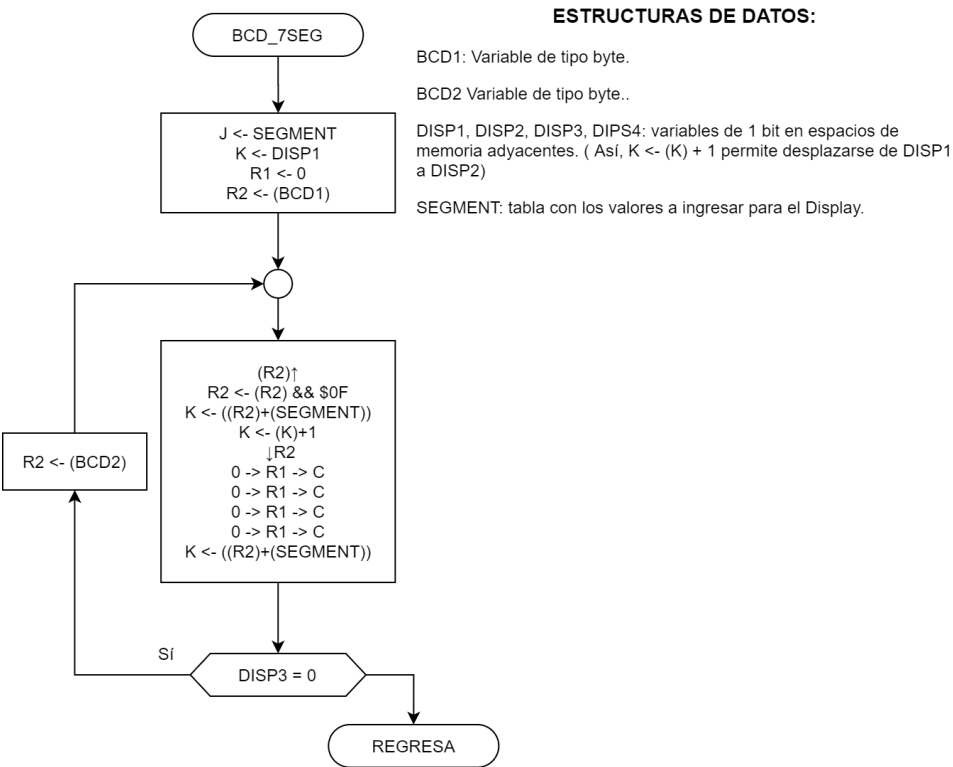 BCD_7SEG
J <- SEGMENT
K <- DISP1
R1 <- 0
R2 <- (BCD1)
(R2)↑
R2 <- (R2) && $0F
K <- ((R2)+(SEGMENT))
K <- (K)+1
↓R2
0 -> R1 -> C
0 -> R1 -> C
0 -> R1 -> C
0 -> R1 -> C
K <- ((R2)+(SEGMENT))
R2 <- (BCD2)
Sí
DISP3 = 0
REGRESA
ESTRUCTURAS DE DATOS:
BCD1: Variable de tipo byte.
BCD2 Variable de tipo byte..
DISP1, DISP2, DISP3, DIPS4: variables de 1 bit en espacios de
memoria adyacentes. ( Así, K <- (K) + 1 permite desplazarse de DISP1
a DISP2)
SEGMENT: tabla con los valores a ingresar para el Display.